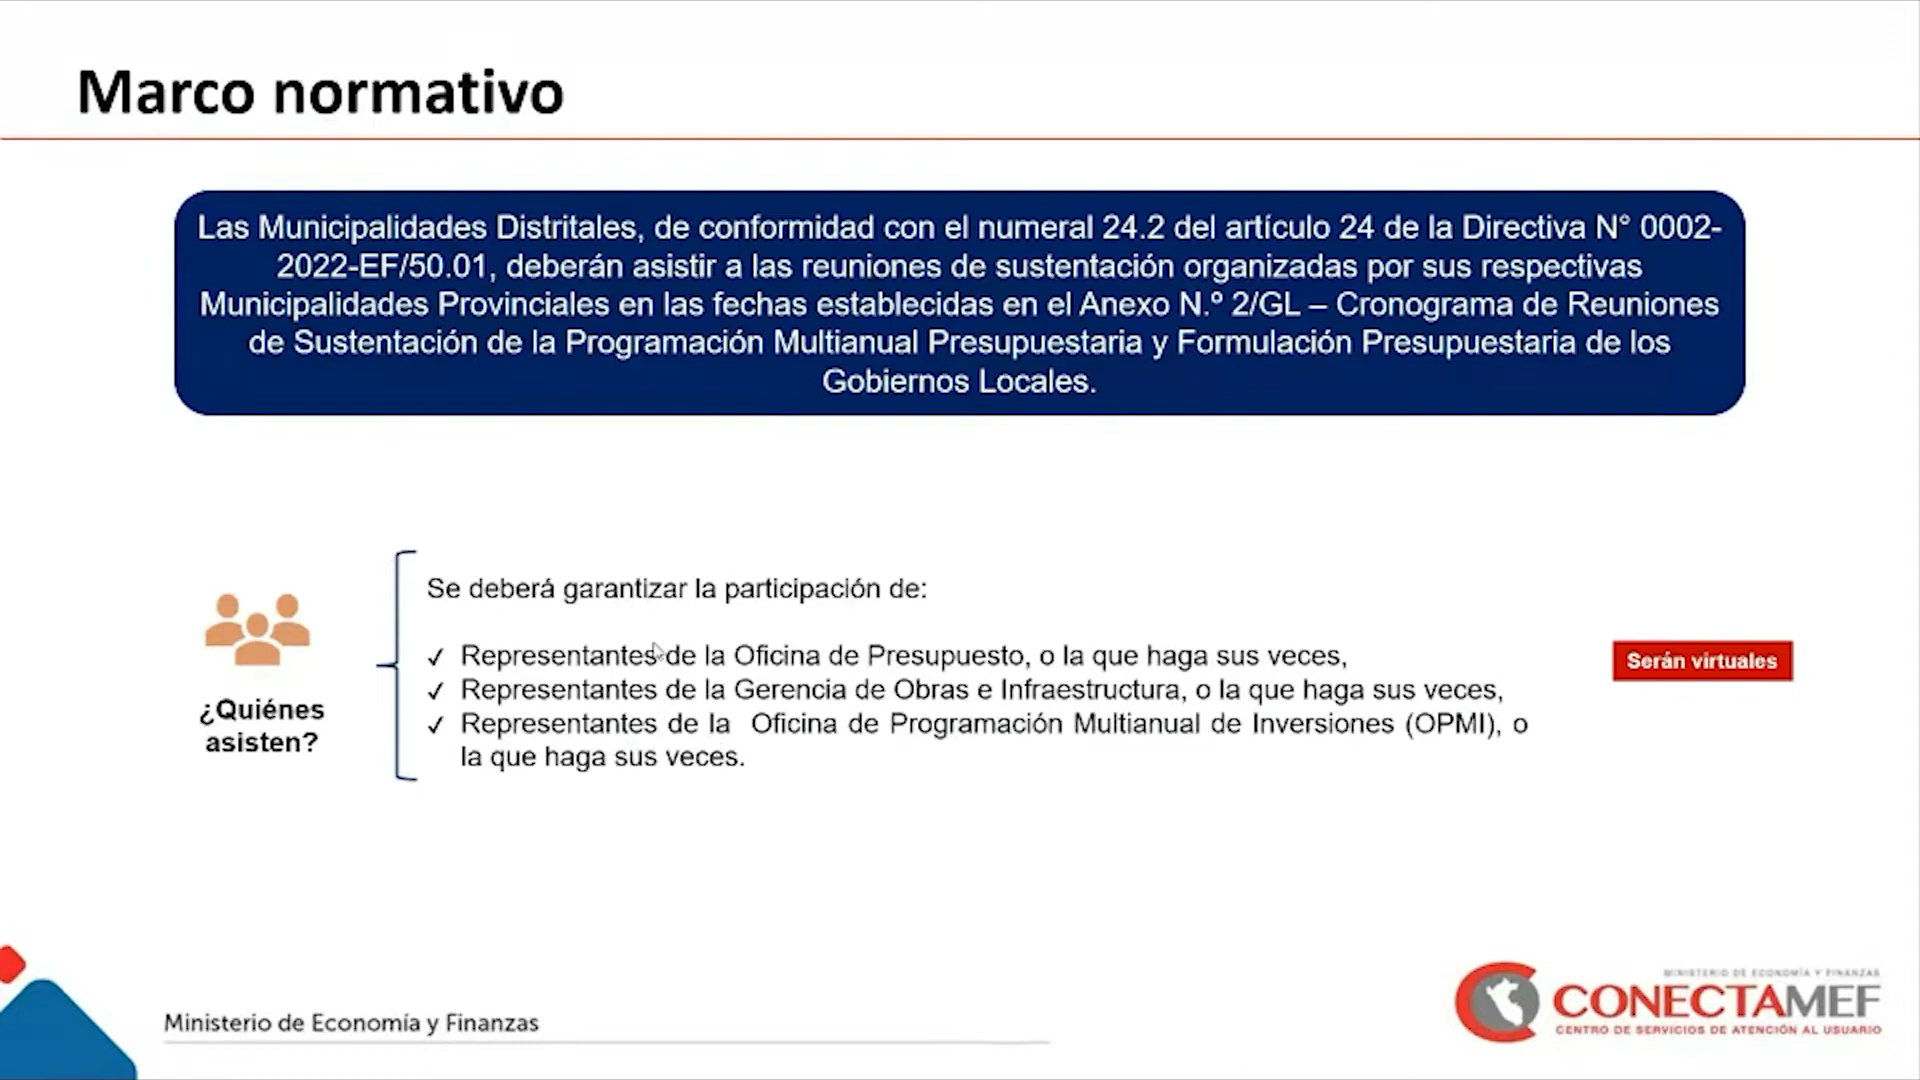 Marco normativo
Las Municipalidades Distritales, de conformidad con el numeral 24.2 del artículo 24 de la Directiva N° 0002-
2022-EF/50.01, deberán asistir a las reuniones de sustentación organizadas por sus respectivas
Municipalidades Provinciales en las fechas establecidas en el Anexo N.º 2/GL – Cronograma de Reuniones
de Sustentación de la Programación Multianual Presupuestaria y Formulación Presupuestaria de los
Gobiernos Locales.
¿Quiénes
asisten?
Se deberá garantizar la participación de:
✓ Representantes de la Oficina de Presupuesto, o la que haga sus veces,
✓ Representantes de la Gerencia de Obras e Infraestructura, o la que haga sus veces,
✓ Representantes de la Oficina de Programación Multianual de Inversiones (OPMI), o
la que haga sus veces.
Serán virtuales
Ministerio de Economía y Finanzas
MINISTERIO DE ECONOMÍA Y FINANZAS
CONECTAMEF
CENTRO DE SERVICIOS DE ATENCIÓN AL USUARIO